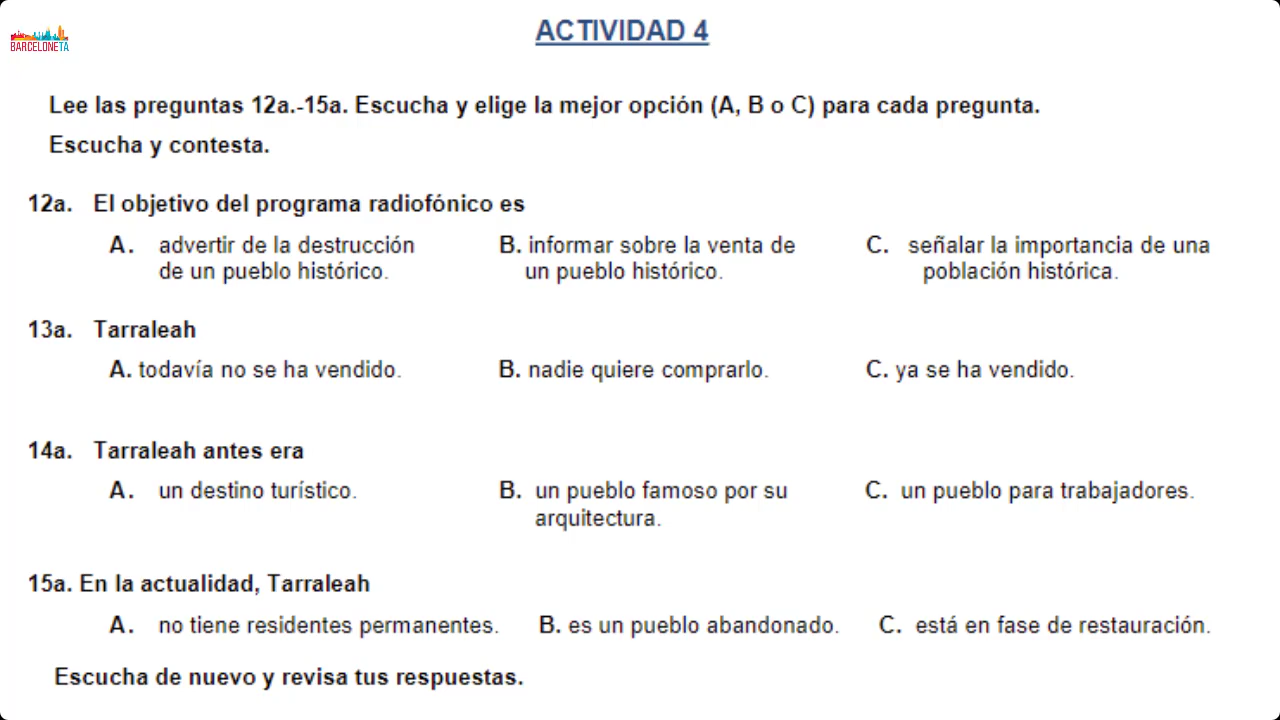 BARCELONETA
ACTIVIDAD 4
Lee las preguntas 12a.-15a. Escucha y elige la mejor opción (A, B o C) para cada pregunta.
Escucha y contesta.
12a. El objetivo del programa radiofónico es
A. advertir de la destrucción de un pueblo histórico.
B. informar sobre la venta de un pueblo histórico.
C. señalar la importancia de una población histórica.
13a. Tarraleah
A. todavía no se ha vendido.
B. nadie quiere comprarlo.
C. ya se ha vendido.
14a. Tarraleah antes era
A. un destino turístico.
B. un pueblo famoso por su arquitectura.
C. un pueblo para trabajadores.
15a. En la actualidad, Tarraleah
A. no tiene residentes permanentes.
B. es un pueblo abandonado.
C. está en fase de restauración.
Escucha de nuevo y revisa tus respuestas.